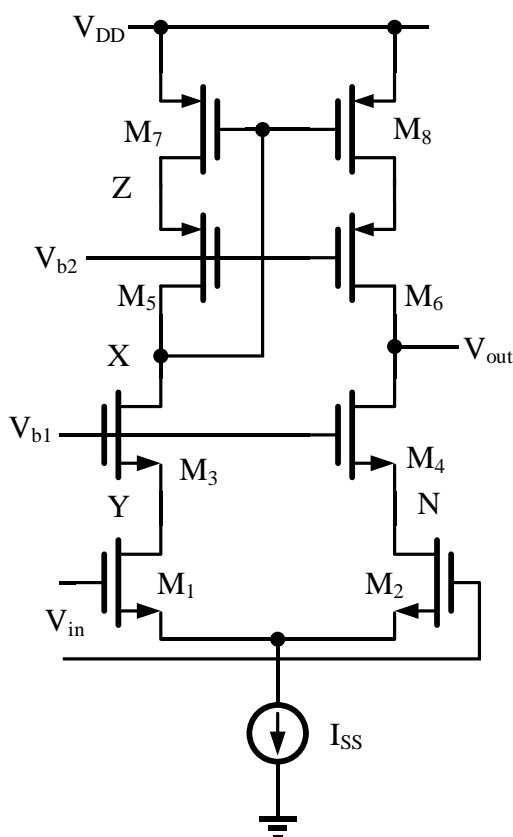 V_DD
M_7
M_8
Z
V_b2
M_5
M_6
X
V_out
V_b1
M_3
M_4
Y
N
M_1
M_2
V_in
I_SS